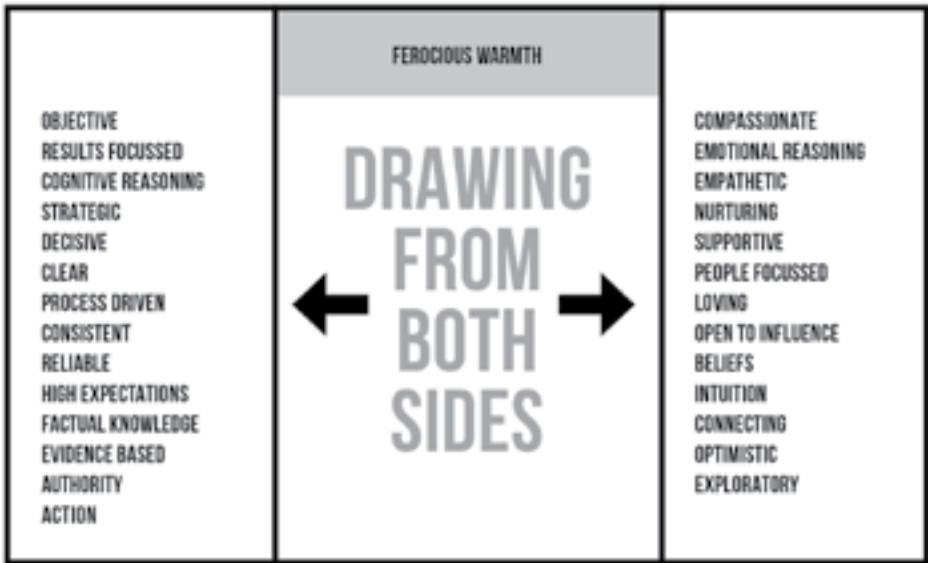 OBJECTIVE
RESULTS FOCUSSED
COGNITIVE REASONING
STRATEGIC
DECISIVE
CLEAR
PROCESS DRIVEN
CONSISTENT
RELIABLE
HIGH EXPECTATIONS
FACTUAL KNOWLEDGE
EVIDENCE BASED
AUTHORITY
ACTION
FEROCIOUS WARMTH
DRAWING
FROM
BOTH
SIDES
COMPASSIONATE
EMOTIONAL REASONING
EMPATHETIC
NURTURING
SUPPORTIVE
PEOPLE FOCUSSED
LOVING
OPEN TO INFLUENCE
BELIEFS
INTUITION
CONNECTING
OPTIMISTIC
EXPLORATORY